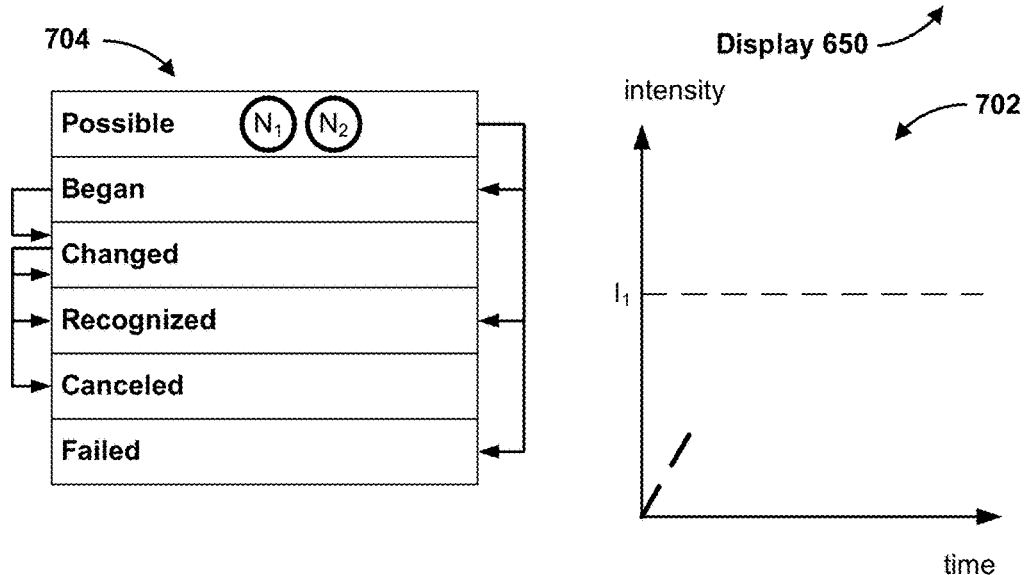 704
Possible N₁ N₂
Began
Changed
Recognized
Canceled
Failed
Display 650
intensity
702
I₁
time